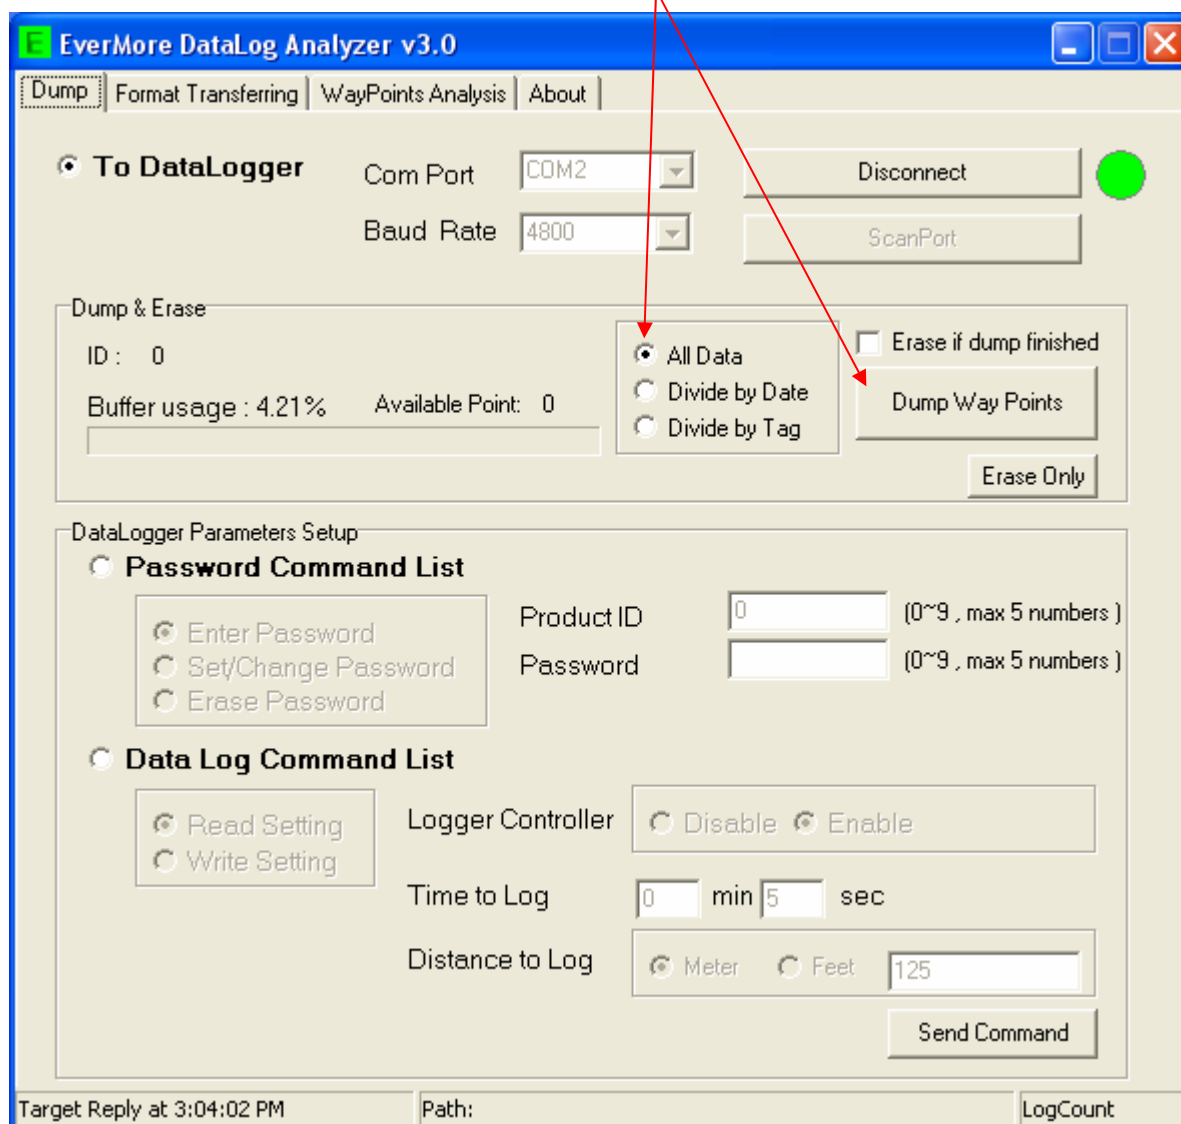 EverMore DataLog Analyzer v3.0
Dump Format Transferring WayPoints Analysis About
To DataLogger Com Port COM2 Disconnect
Baud Rate 4800 ScanPort
Dump & Erase
ID : 0
Buffer usage : 4.21% Available Point: 0
All Data
Divide by Date
Divide by Tag
Erase if dump finished
Dump Way Points
Erase Only
DataLogger Parameters Setup
Password Command List
Enter Password
Set/Change Password
Erase Password
Product ID 0 (0~9 , max 5 numbers )
Password (0~9 , max 5 numbers )
Data Log Command List
Read Setting
Write Setting
Logger Controller Disable Enable
Time to Log 0 min 5 sec
Distance to Log Meter Feet 125
Send Command
Target Reply at 3:04:02 PM Path: LogCount